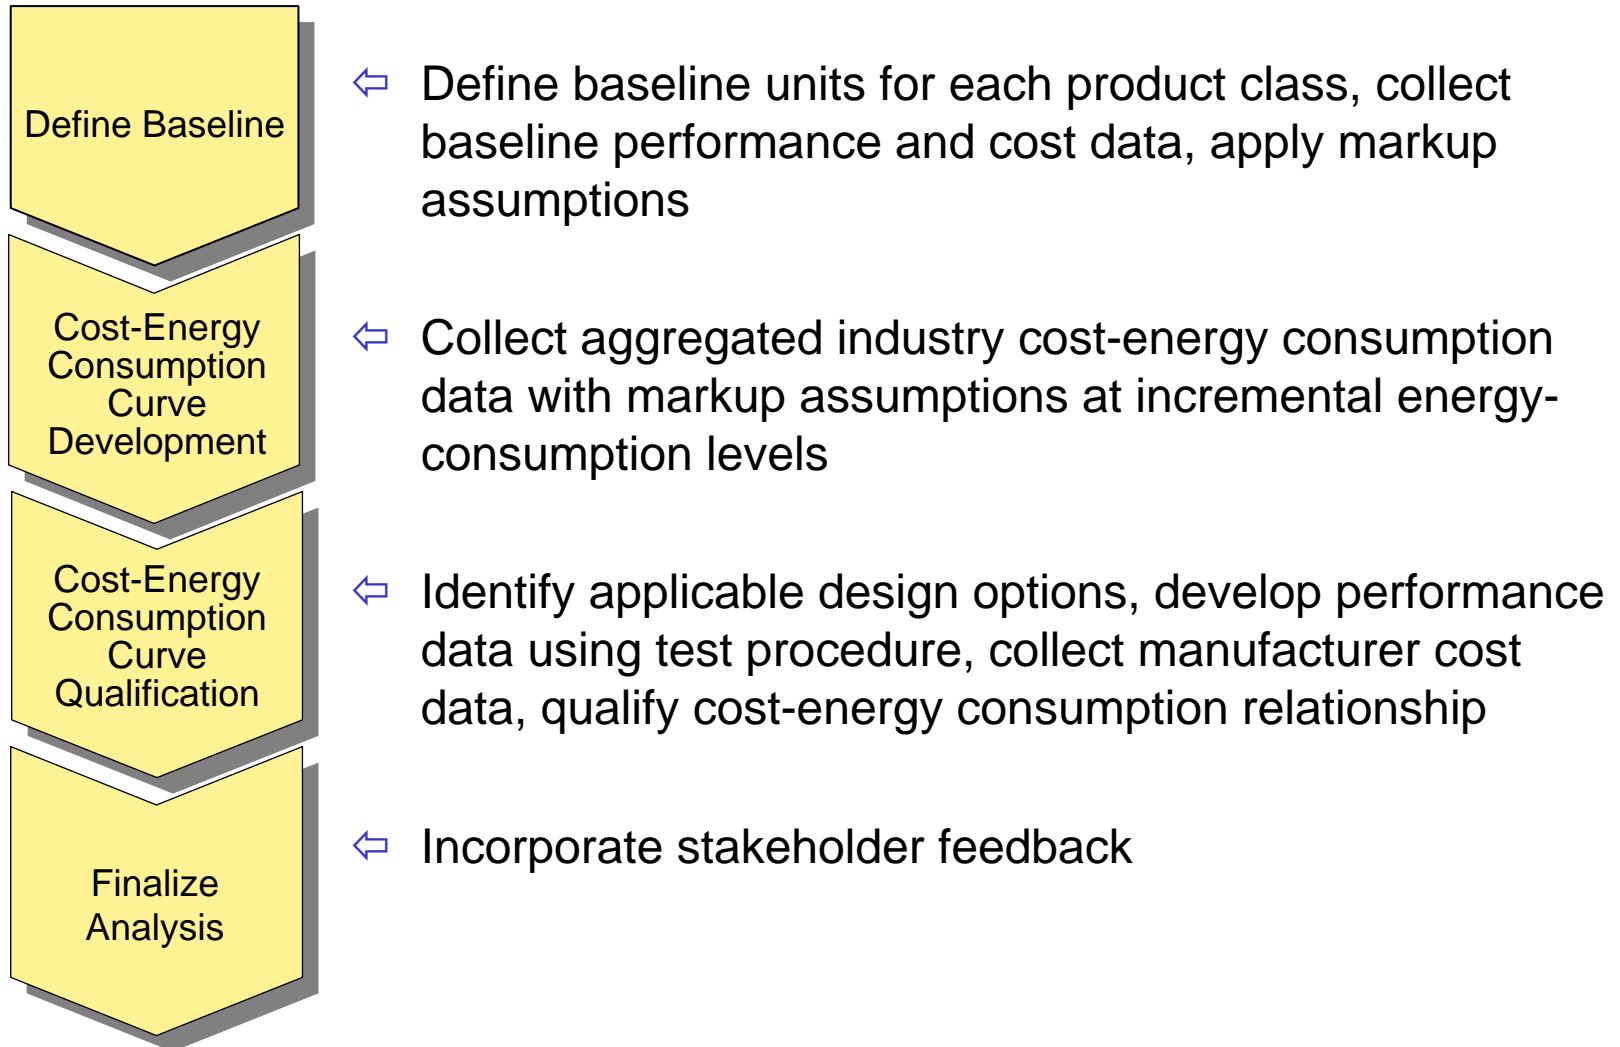 Define Baseline
Define baseline units for each product class, collect
baseline performance and cost data, apply markup
assumptions
Cost-Energy
Consumption
Curve
Development
Collect aggregated industry cost-energy consumption
data with markup assumptions at incremental energy-
consumption levels
Cost-Energy
Consumption
Curve
Qualification
Identify applicable design options, develop performance
data using test procedure, collect manufacturer cost
data, qualify cost-energy consumption relationship
Finalize
Analysis
Incorporate stakeholder feedback